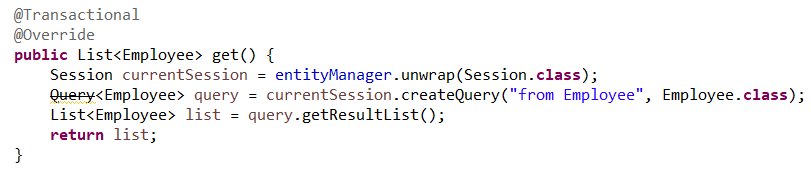 @Transactional
@Override
public List<Employee> get() {
    Session currentSession = entityManager.unwrap(Session.class);
    Query<Employee> query = currentSession.createQuery("from Employee", Employee.class);
    List<Employee> list = query.getResultList();
    return list;
}